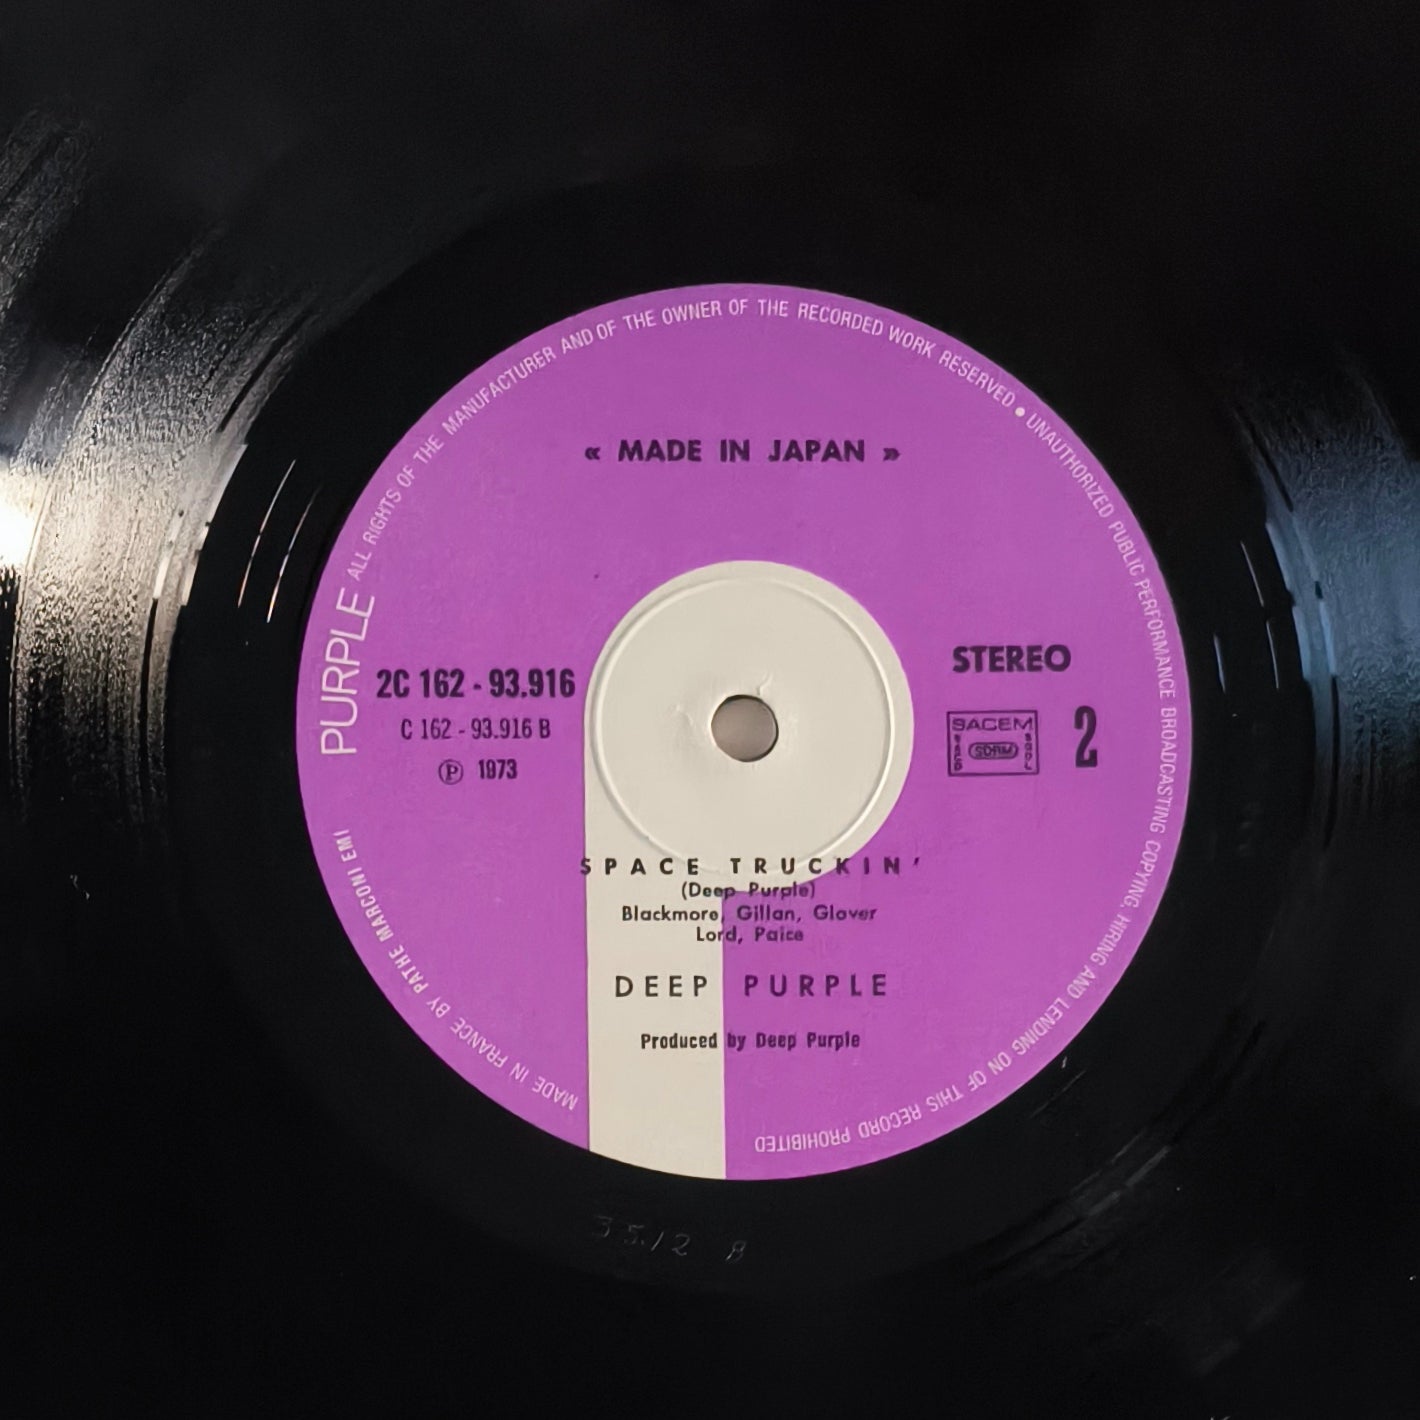 ALL RIGHTS OF THE MANUFACTURER AND OF THE OWNER OF THE RECORDED WORK RESERVED • UNAUTHORIZED PUBLIC PERFORMANCE BROADCASTING COPYING, HIRING AND LENDING ON OF THIS RECORD PROHIBITED
« MADE IN JAPAN »
PURPLE
2C 162 - 93.916
C 162 - 93.916 B
Ⓟ 1973
STEREO
SACEM
SDRM
2
SPACE TRUCKIN'
(Deep Purple)
Blackmore, Gillan, Glover
Lord, Paice
DEEP PURPLE
Produced by Deep Purple
MADE IN FRANCE BY PATHE MARCONI EMI